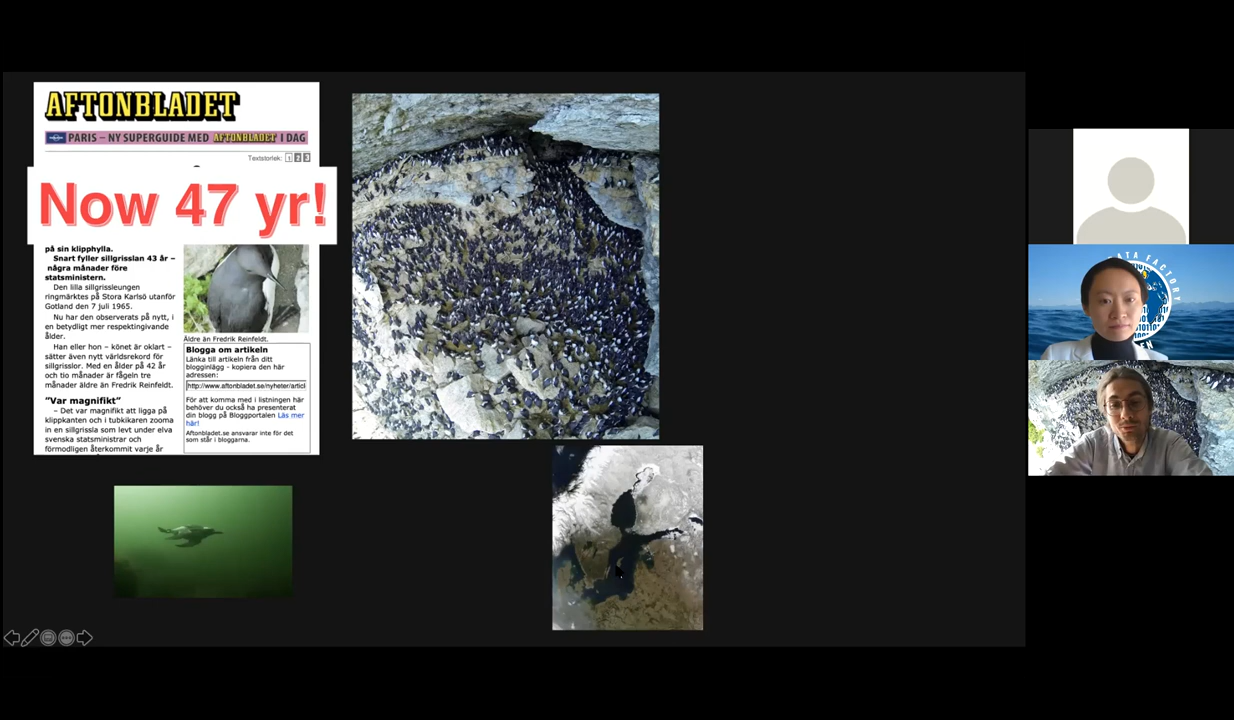 AFTONBLADET
PARIS – NY SUPERGUIDE MED AFTONBLADET I DAG
Textstorlek: 1 2 3
Now 47 yr!
på sin klipphylla.
Snart fyller sillgrisslan 43 år –
några månader före
statsministern.
Den lilla sillgrissleungen
ringmärktes på Stora Karlsö utanför
Gotland den 7 juli 1965.
Nu har den observerats på nytt, i
en betydligt mer respektingivande
ålder.
Han eller hon – könet är oklart –
sätter även nytt världsrekord för
sillgrisslor. Med en ålder på 42 år
och tio månader är fågeln tre
månader äldre än Fredrik Reinfeldt.
”Var magnifikt”
– Det var magnifikt att ligga på
klippkanten och i tubkikaren zooma
in en sillgrissla som levt under elva
svenska statsministrar och
förmodligen återkommit varje år
Äldre än Fredrik Reinfeldt.
Blogga om artikeln
Länka till artikeln från ditt
blogginlägg - kopiera den här
adressen:
http://www.aftonbladet.se/nyheter/articl
För att komma med i listningen här
behöver du också ha presenterat
din blogg på Bloggportalen Läs mer
här!
Aftonbladet.se ansvarar inte för det
som står i bloggarna.
ATA FACTORY
EN